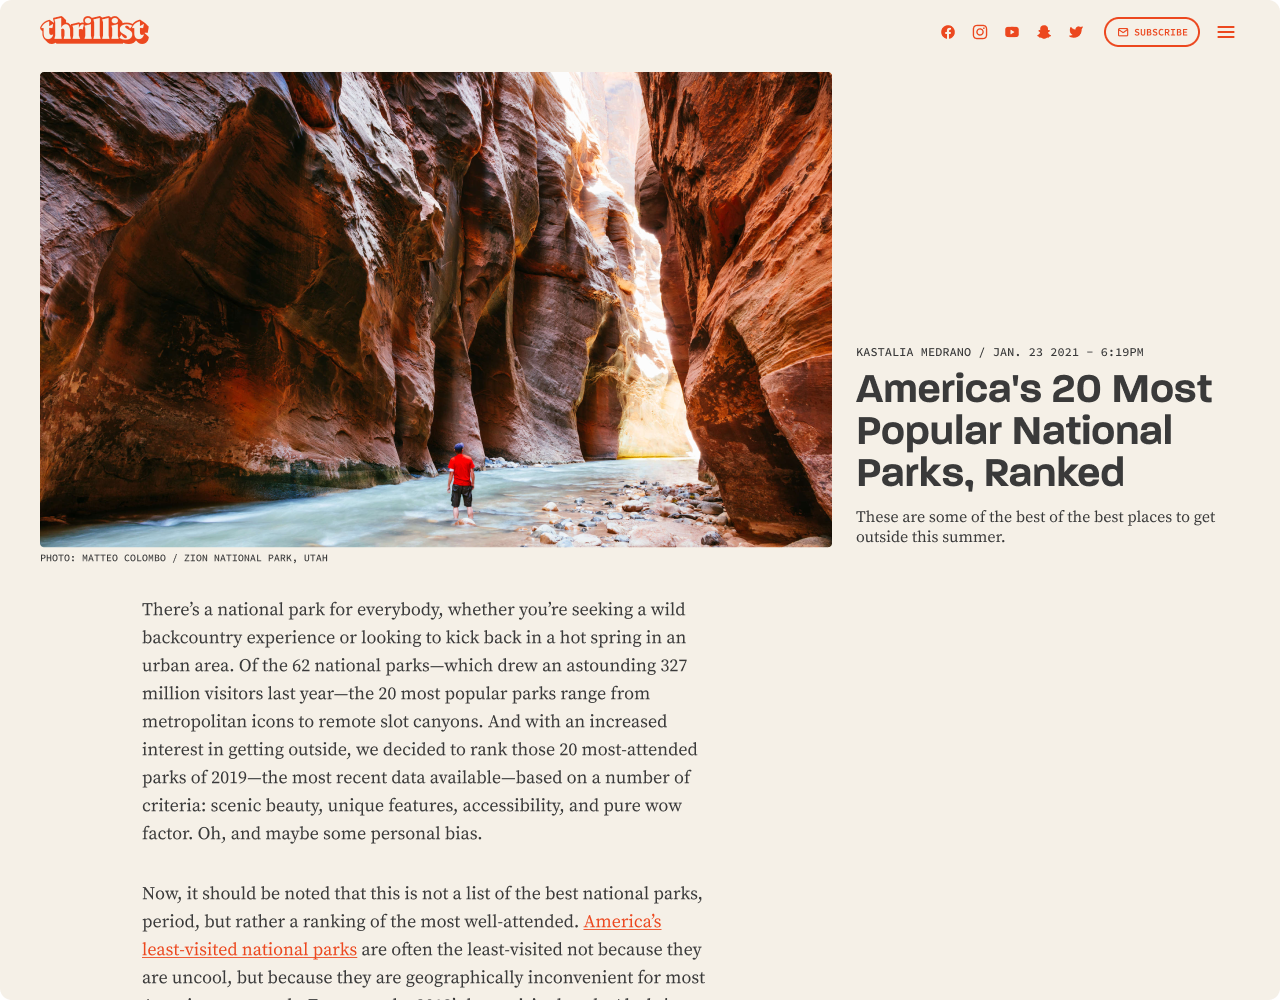 thrillist
SUBSCRIBE
KASTALIA MEDRANO / JAN. 23 2021 – 6:19PM
America's 20 Most
Popular National
Parks, Ranked
These are some of the best of the best places to get
outside this summer.
PHOTO: MATTEO COLOMBO / ZION NATIONAL PARK, UTAH
There’s a national park for everybody, whether you’re seeking a wild
backcountry experience or looking to kick back in a hot spring in an
urban area. Of the 62 national parks—which drew an astounding 327
million visitors last year—the 20 most popular parks range from
metropolitan icons to remote slot canyons. And with an increased
interest in getting outside, we decided to rank those 20 most-attended
parks of 2019—the most recent data available—based on a number of
criteria: scenic beauty, unique features, accessibility, and pure wow
factor. Oh, and maybe some personal bias.
Now, it should be noted that this is not a list of the best national parks,
period, but rather a ranking of the most well-attended. America’s
least-visited national parks are often the least-visited not because they
are uncool, but because they are geographically inconvenient for most